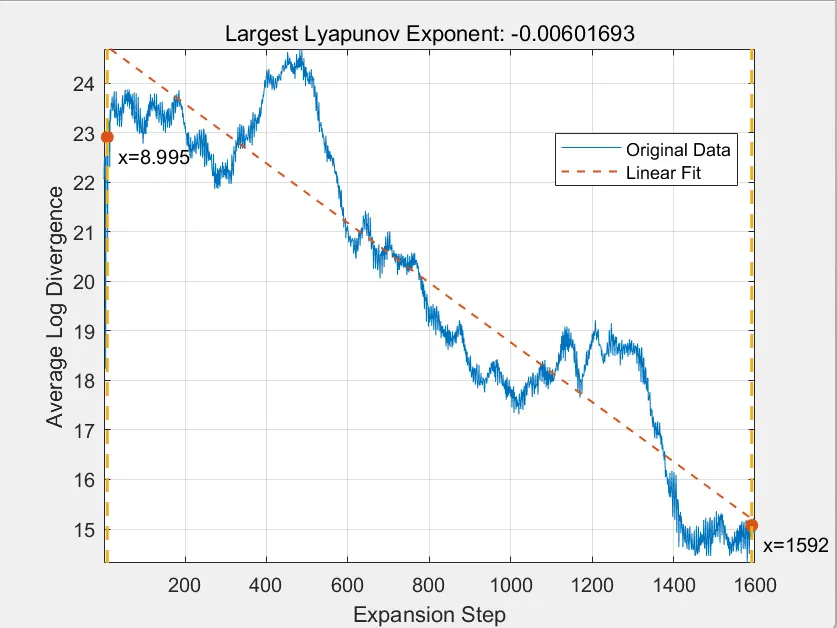 Largest Lyapunov Exponent: -0.00601693
24
23
22
21
20
19
18
17
16
15
Average Log Divergence
x=8.995
Original Data
Linear Fit
x=1592
200 400 600 800 1000 1200 1400 1600
Expansion Step